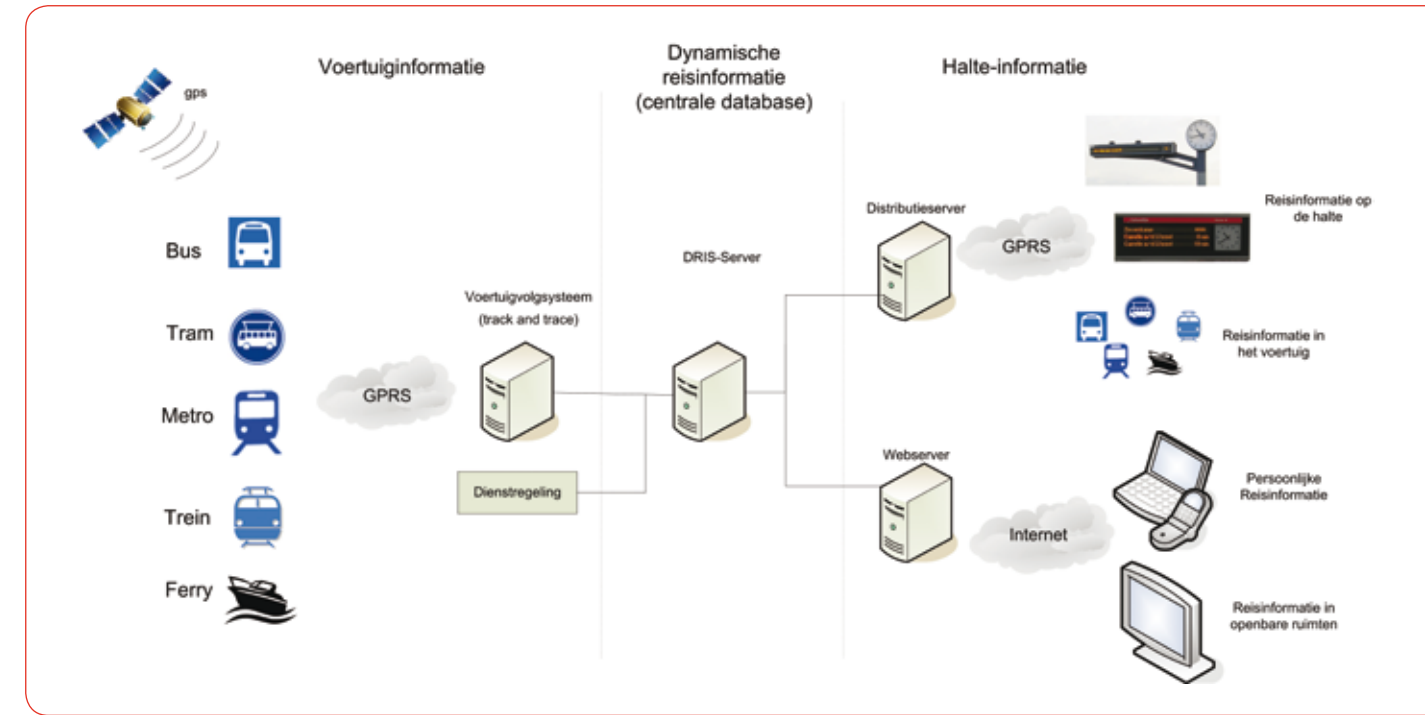 Voertuiginformatie
Dynamische
reisinformatie
(centrale database)
Halte-informatie
gps
Bus
Tram
Metro
Trein
Ferry
GPRS
Voertuigvolgsysteem
(track and trace)
Dienstregeling
DRIS-Server
Distributieserver
GPRS
Reisinformatie op
de halte
Reisinformatie in
het voertuig
Webserver
Internet
Persoonlijke
Reisinformatie
Reisinformatie in
openbare ruimten